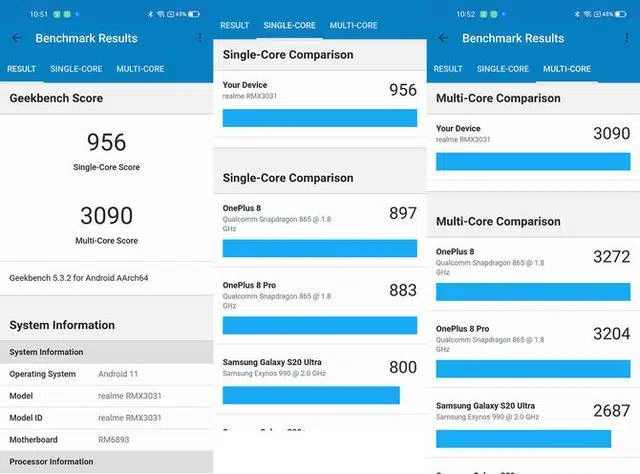 10:51
45%
Benchmark Results
RESULT
SINGLE-CORE
MULTI-CORE
Geekbench Score
956
Single-Core Score
3090
Multi-Core Score
Geekbench 5.3.2 for Android AArch64
System Information
System Information
Operating System Android 11
Model realme RMX3031
Model ID realme RMX3031
Motherboard RM6893
Processor Information
RESULT
SINGLE-CORE
MULTI-CORE
Single-Core Comparison
Your Device
956
realme RMX3031
Single-Core Comparison
OnePlus 8
897
Qualcomm Snapdragon 865 @ 1.8
GHz
OnePlus 8 Pro
883
Qualcomm Snapdragon 865 @ 1.8
GHz
Samsung Galaxy S20 Ultra
800
Samsung Exynos 990 @ 2.0 GHz
10:52
45%
Benchmark Results
RESULT
SINGLE-CORE
MULTI-CORE
Multi-Core Comparison
Your Device
3090
realme RMX3031
Multi-Core Comparison
OnePlus 8
3272
Qualcomm Snapdragon 865 @ 1.8
GHz
OnePlus 8 Pro
3204
Qualcomm Snapdragon 865 @ 1.8
GHz
Samsung Galaxy S20 Ultra
2687
Samsung Exynos 990 @ 2.0 GHz